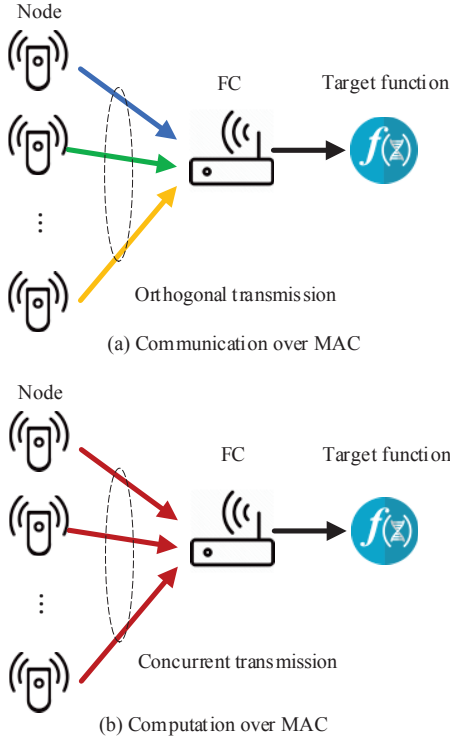 Node
FC
Target function
f(
)
...
Orthogonal transmission
(a) Communication over MAC
Node
FC
Target function
f(
)
...
Concurrent transmission
(b) Computation over MAC